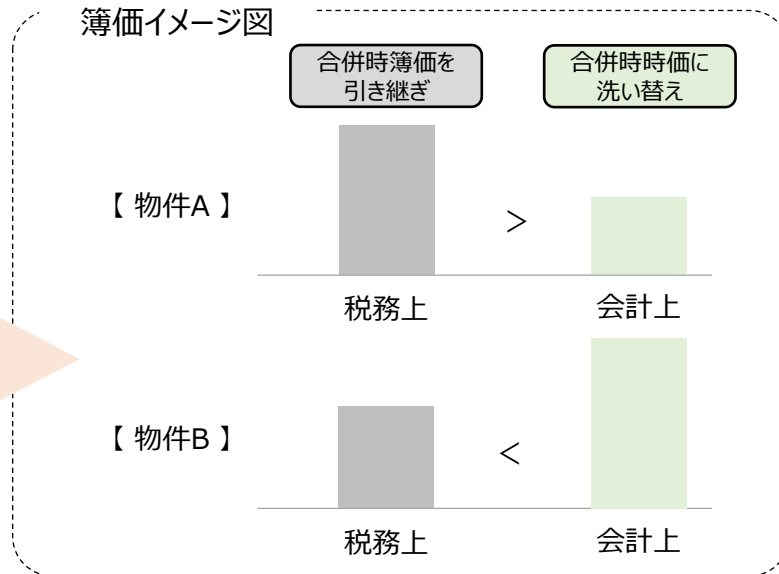 簿価イメージ図
合併時簿価を
引き継ぎ
合併時時価に
洗い替え
【 物件A 】
＞
税務上
会計上
【 物件B 】
＜
税務上
会計上